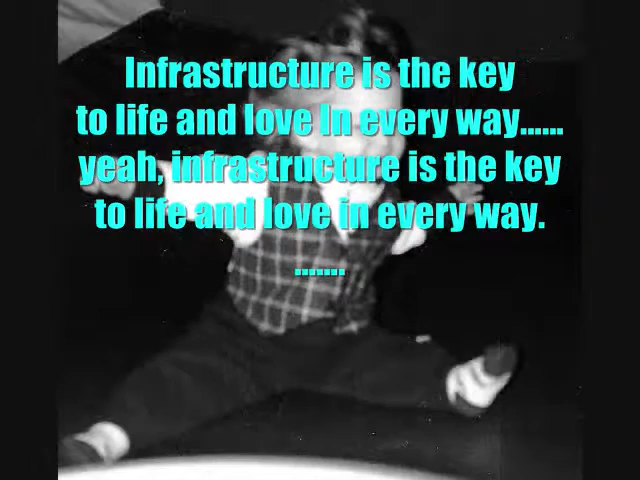 Infrastructure is the key
to life and love In every way......
yeah, infrastructure is the key
to life and love in every way.
.......